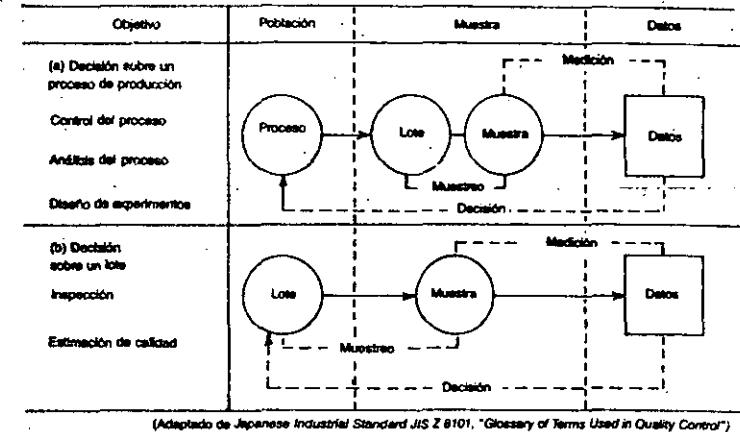 Objetivo
Población
Muestra
Datos
(a) Decisión sobre un
proceso de producción
Control del proceso
Análisis del proceso
Diseño de experimentos
Proceso
Lote
Muestra
Datos
Medición
Muestreo
Decisión
(b) Decisión
sobre un lote
Inspección
Estimación de calidad
Lote
Muestra
Datos
Medición
Muestreo
Decisión
(Adaptado de Japanese Industrial Standard JIS Z 8101, "Glossary of Terms Used in Quality Control")